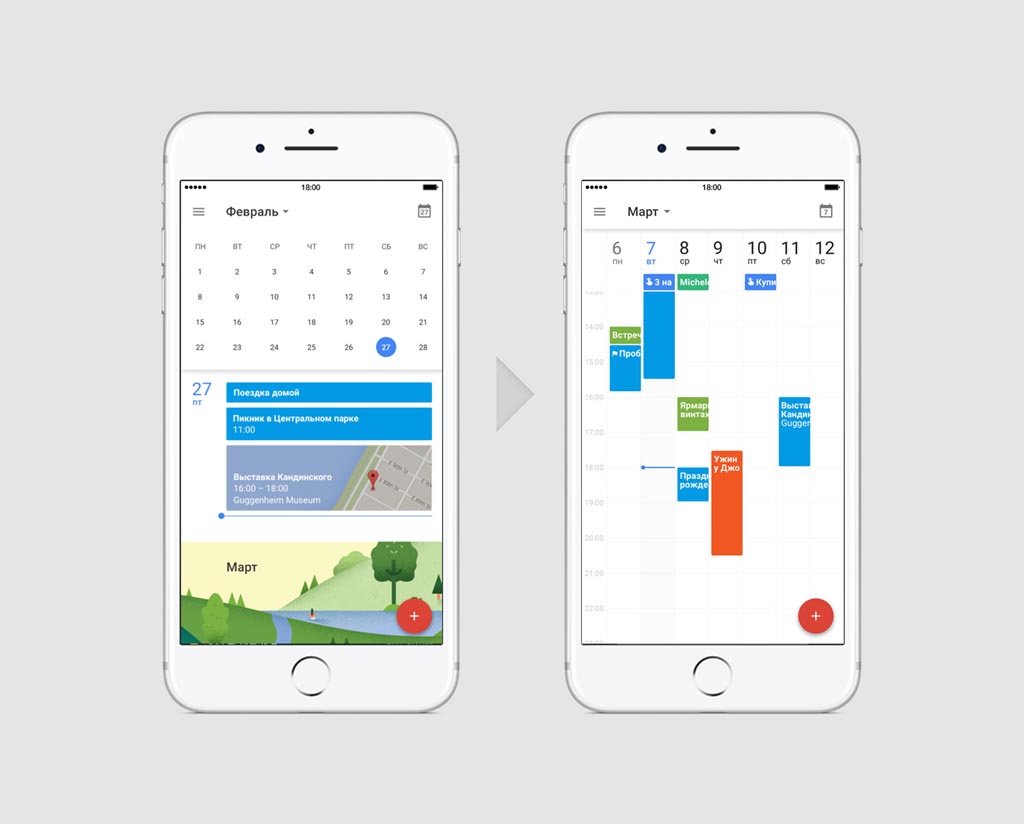 18:00
Февраль
27
ПН ВТ СР ЧТ ПТ СБ ВС
1 2 3 4 5 6 7
8 9 10 11 12 13 14
15 16 17 18 19 20 21
22 23 24 25 26 27 28
27
пт
Поездка домой
Пикник в Центральном парке
11:00
Выставка Кандинского
16:00 – 18:00
Guggenheim Museum
E 90th St
Март
+
18:00
Март
7
6 7 8 9 10 11 12
пн вт ср чт пт сб вс
3 на Michele Купи
14:00
Встреч
Проб
15:00
16:00
Ярмар
винтаж
Выстав
Кандин
Guggen
17:00
Ужин
у Джо
18:00
Праздн
рожде
19:00
20:00
21:00
22:00
+